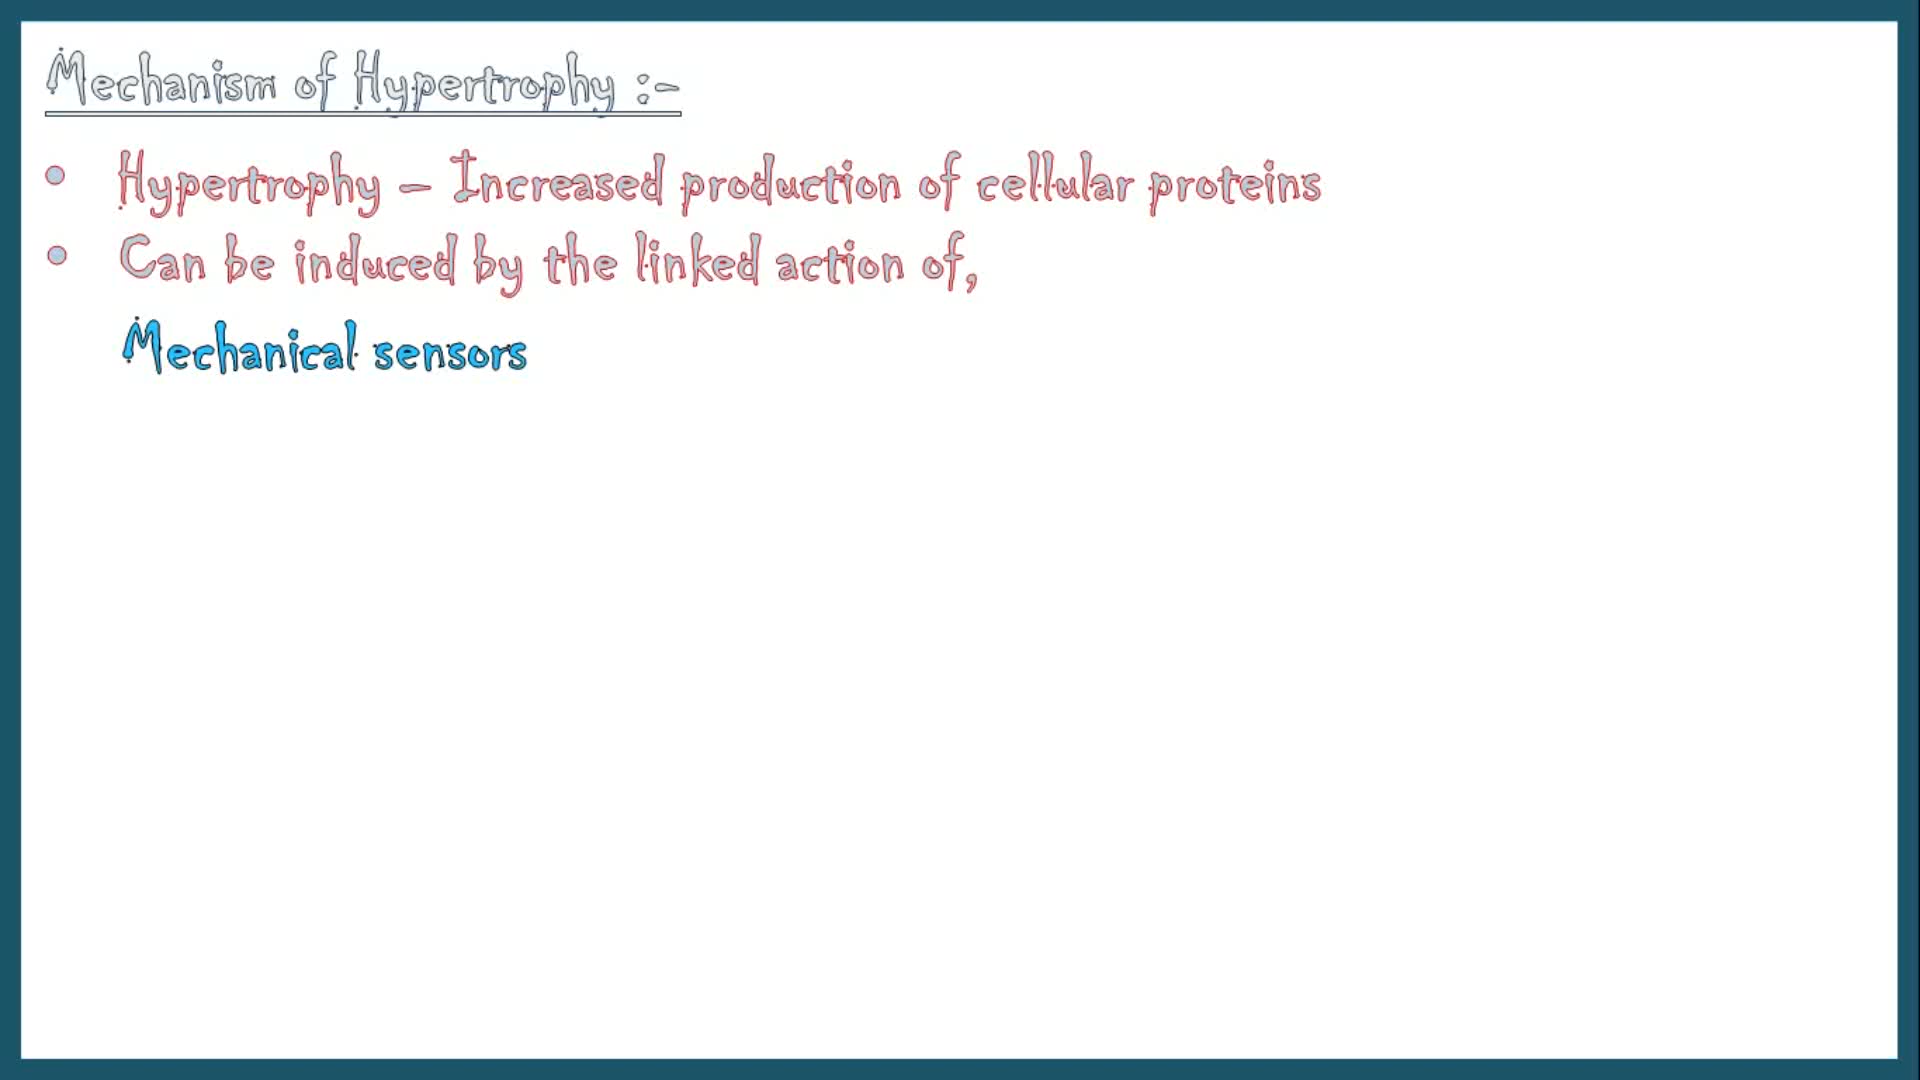 Mechanism of Hypertrophy :-
• Hypertrophy – Increased production of cellular proteins
• Can be induced by the linked action of,
Mechanical sensors